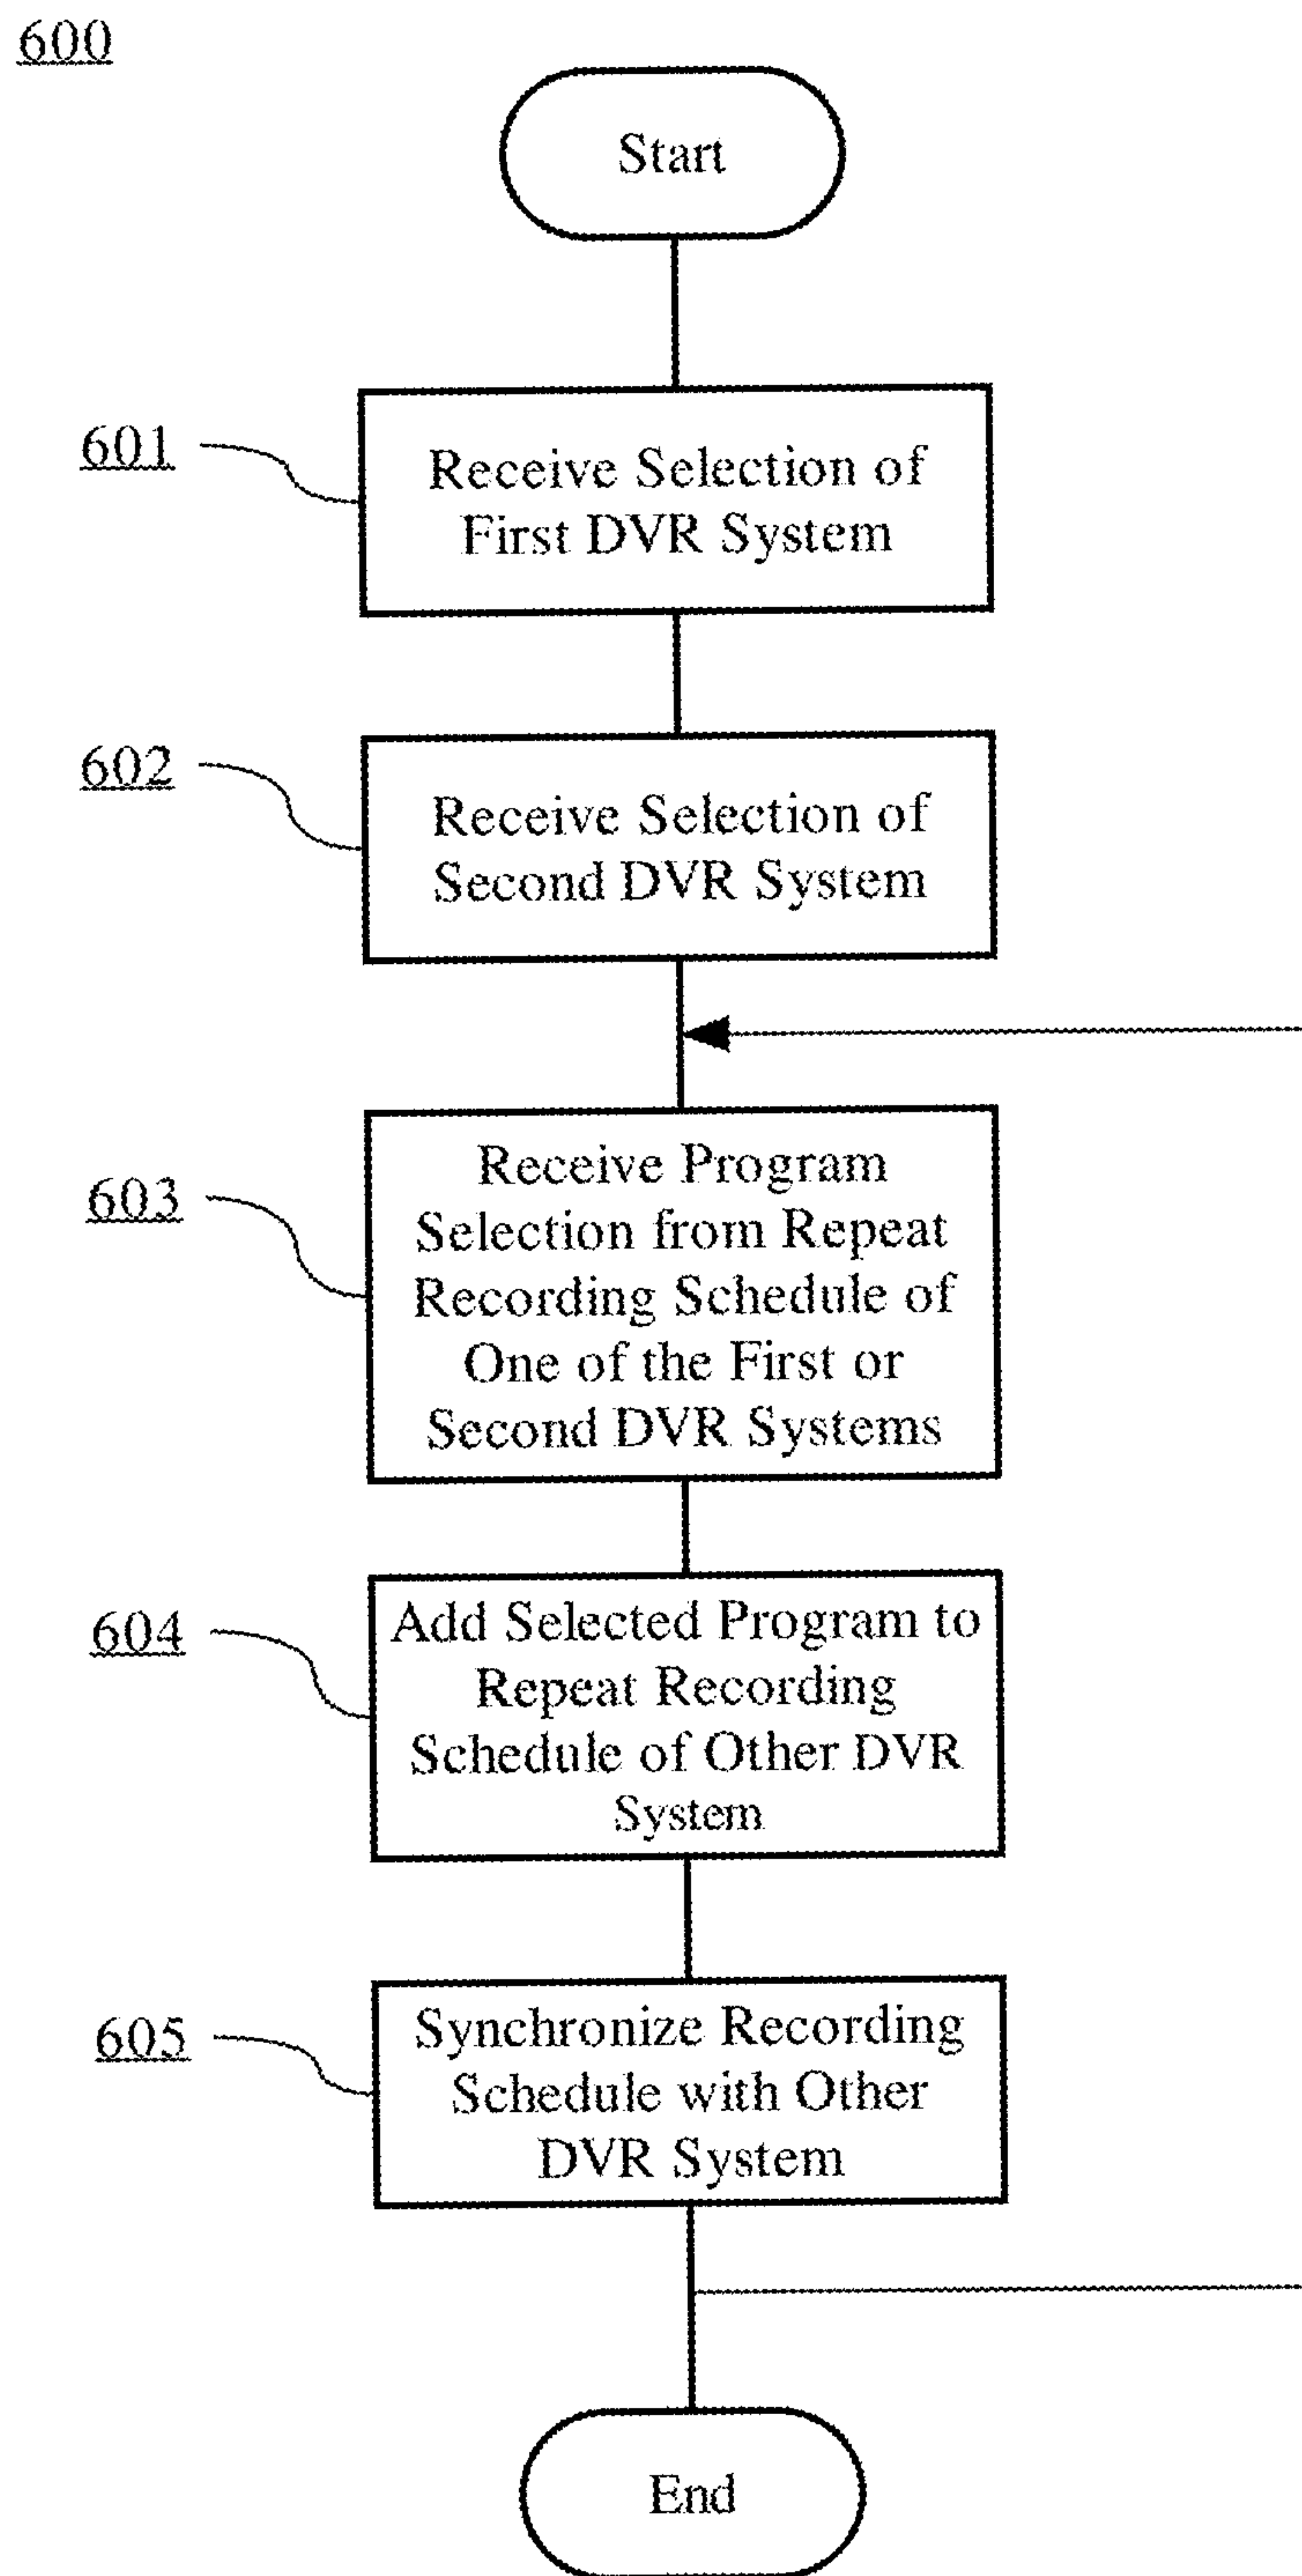 600
Start
601
Receive Selection of
First DVR System
602
Receive Selection of
Second DVR System
603
Receive Program
Selection from Repeat
Recording Schedule of
One of the First or
Second DVR Systems
604
Add Selected Program to
Repeat Recording
Schedule of Other DVR
System
605
Synchronize Recording
Schedule with Other
DVR System
End